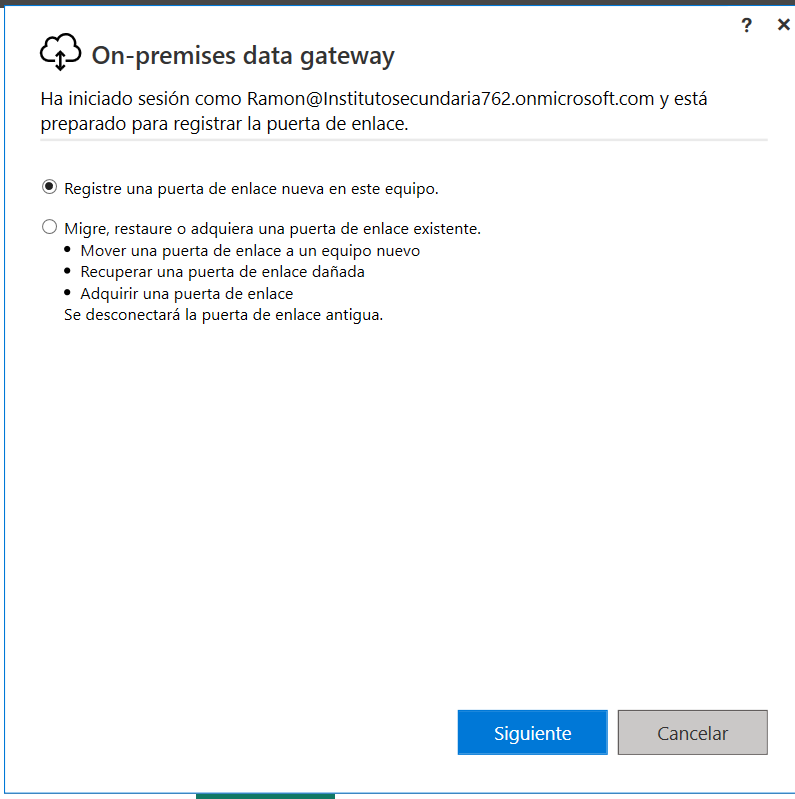 ?
On-premises data gateway
Ha iniciado sesión como Ramon@Institutosecundaria762.onmicrosoft.com y está
preparado para registrar la puerta de enlace.
Registre una puerta de enlace nueva en este equipo.
Migre, restaure o adquiera una puerta de enlace existente.
• Mover una puerta de enlace a un equipo nuevo
• Recuperar una puerta de enlace dañada
• Adquirir una puerta de enlace
Se desconectará la puerta de enlace antigua.
Siguiente
Cancelar